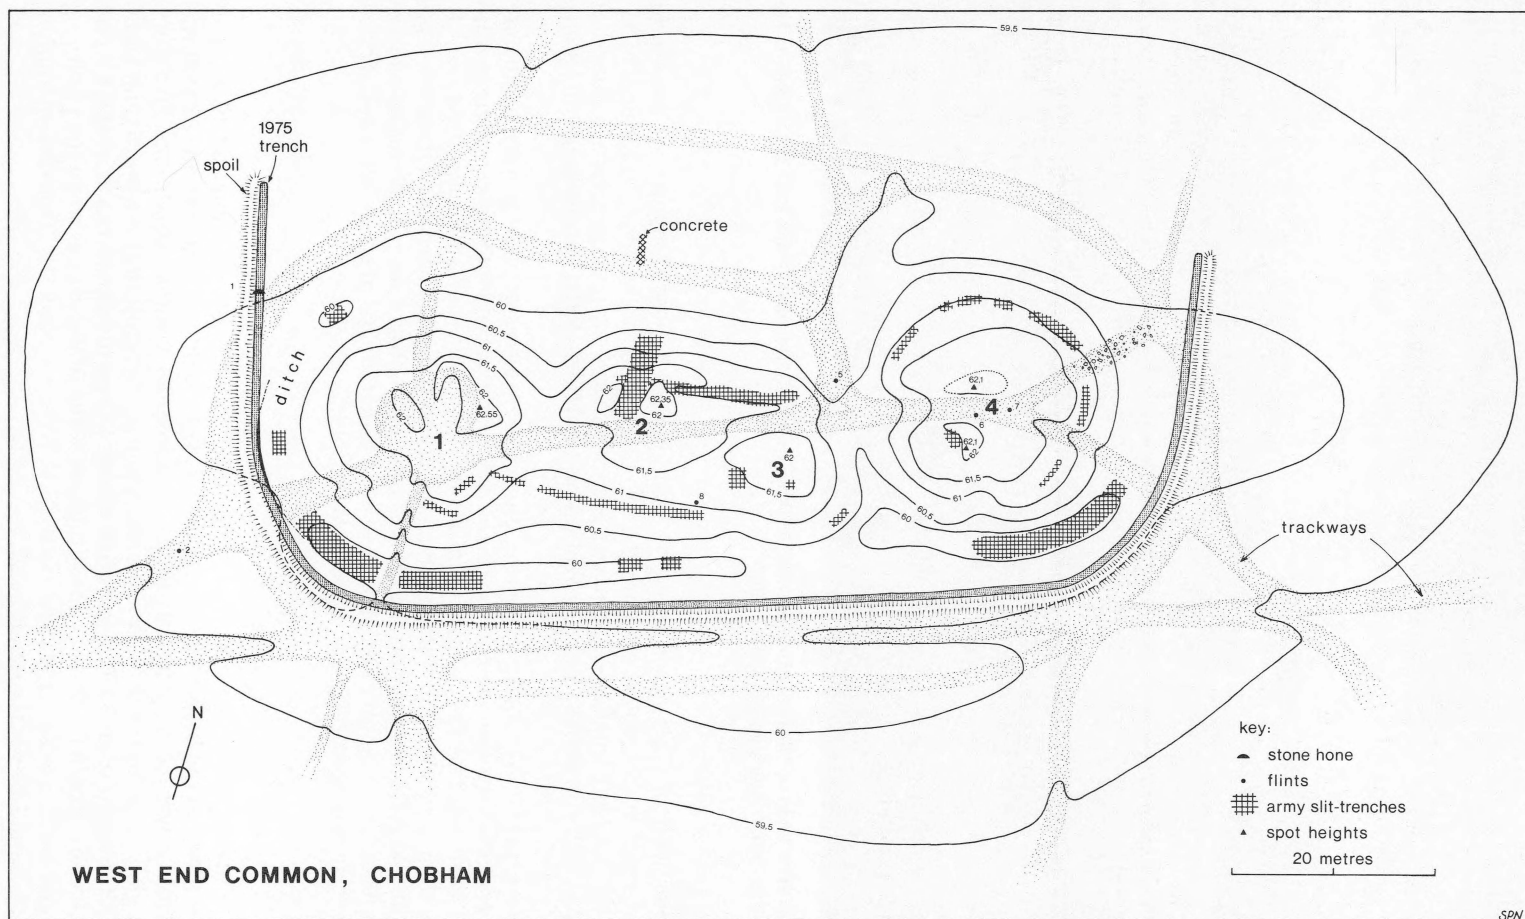 59.5
1975
trench
spoil
concrete
1
60
ditch
60
60.5
61
61.5
62
62
62.55
1
62
62.35
62
2
61.5
5
3
62
61.5
62.1
4
6
62.1
62
61.5
61
60.5
60
61
8
60.5
60
2
trackways
60
59.5
N
key:
stone hone
flints
army slit-trenches
spot heights
20 metres
WEST END COMMON, CHOBHAM
SPN